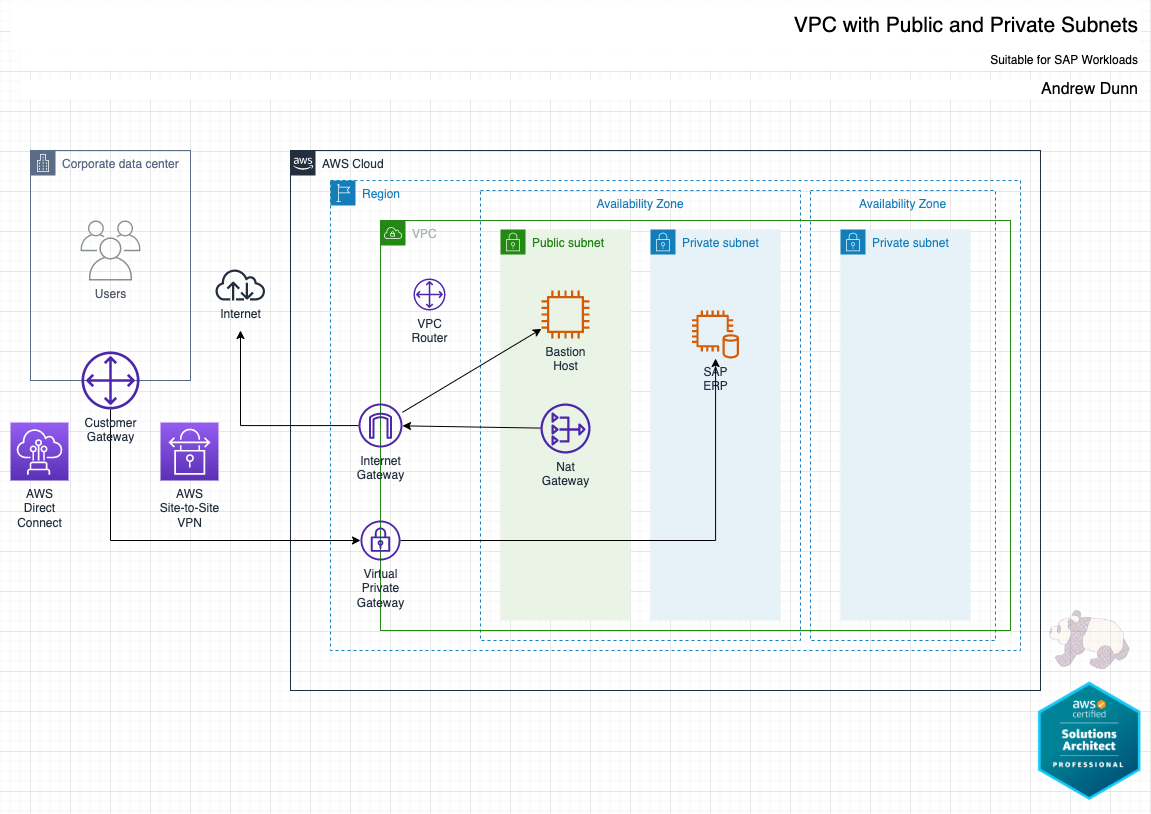 VPC with Public and Private Subnets
Suitable for SAP Workloads
Andrew Dunn
Corporate data center
Users
Internet
Customer
Gateway
AWS
Direct
Connect
AWS
Site-to-Site
VPN
aws
AWS Cloud
Region
VPC
VPC
Router
Internet
Gateway
Virtual
Private
Gateway
Availability Zone
Public subnet
Bastion
Host
Nat
Gateway
Private subnet
SAP
ERP
Availability Zone
Private subnet
aws
certified
Solutions
Architect
PROFESSIONAL